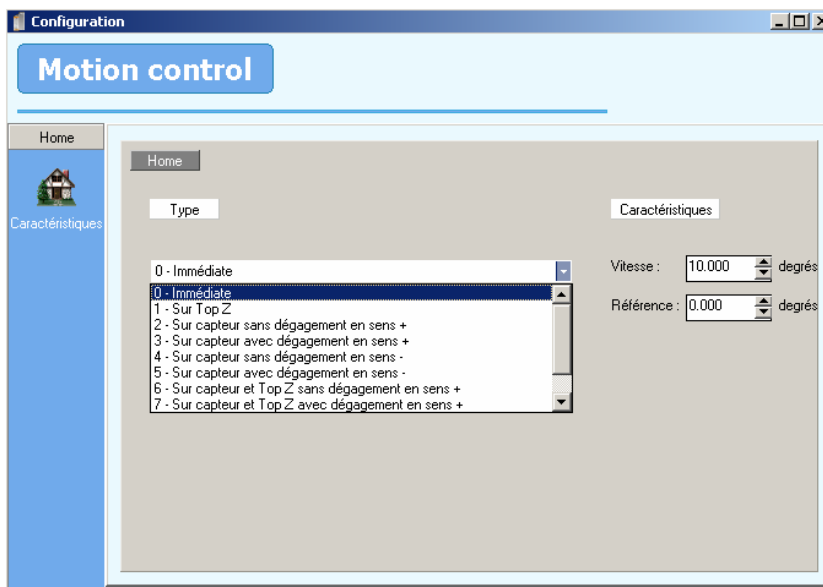 Configuration
Motion control
Home
Caractéristiques
Home
Type
Caractéristiques
0 - Immédiate
Vitesse : 10.000 degrés
Référence : 0.000 degrés
0 - Immédiate
1 - Sur Top Z
2 - Sur capteur sans dégagement en sens +
3 - Sur capteur avec dégagement en sens +
4 - Sur capteur sans dégagement en sens -
5 - Sur capteur avec dégagement en sens -
6 - Sur capteur et Top Z sans dégagement en sens +
7 - Sur capteur et Top Z avec dégagement en sens +